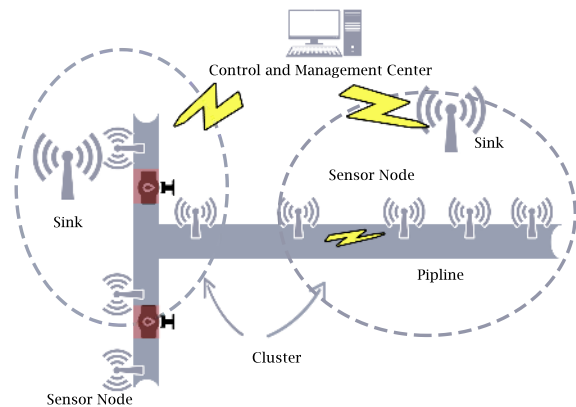 Control and Management Center
Sink
Sensor Node
Sink
Pipline
Cluster
Sensor Node